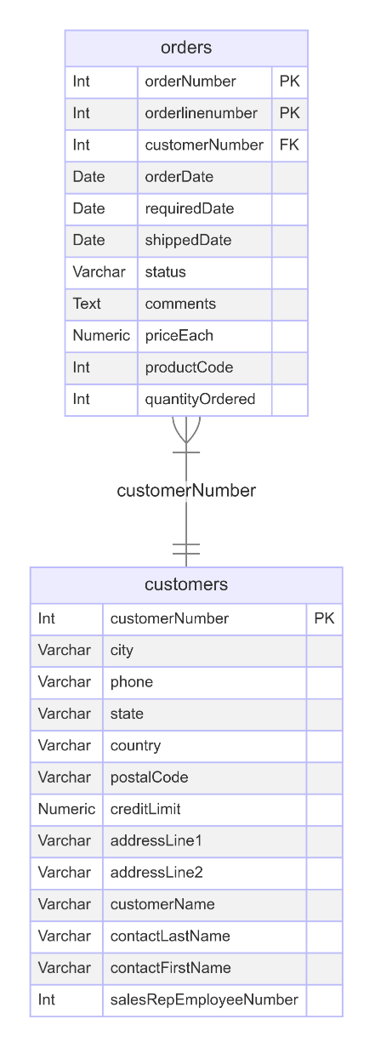 orders
Int orderNumber PK
Int orderlinenumber PK
Int customerNumber FK
Date orderDate
Date requiredDate
Date shippedDate
Varchar status
Text comments
Numeric priceEach
Int productCode
Int quantityOrdered
customerNumber
customers
Int customerNumber PK
Varchar city
Varchar phone
Varchar state
Varchar country
Varchar postalCode
Numeric creditLimit
Varchar addressLine1
Varchar addressLine2
Varchar customerName
Varchar contactLastName
Varchar contactFirstName
Int salesRepEmployeeNumber